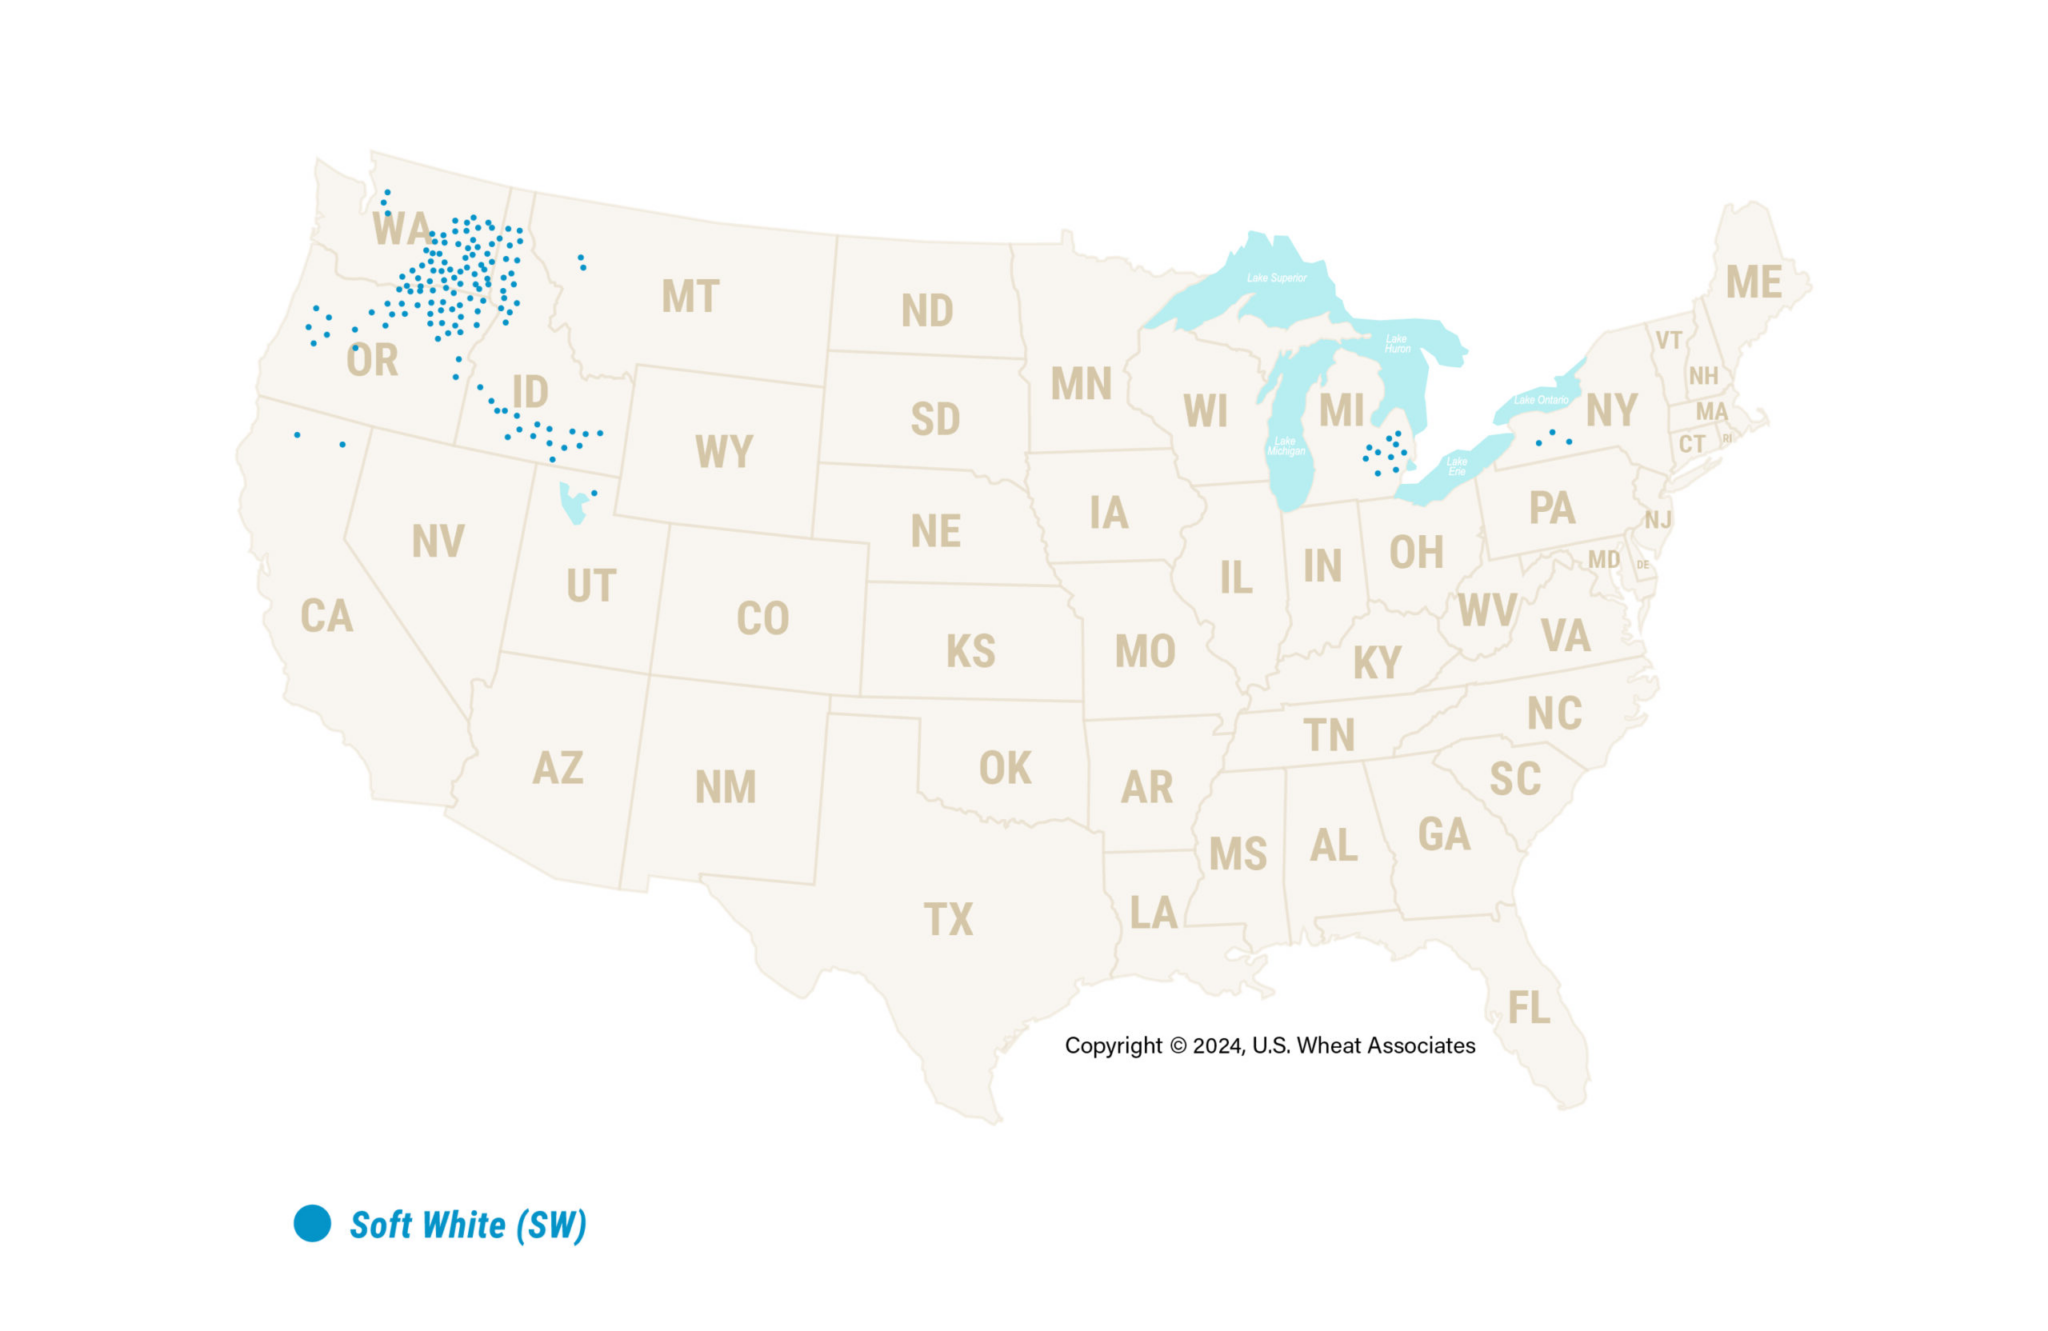 WA
OR
CA
NV
ID
MT
WY
UT
AZ
CO
NM
ND
SD
NE
KS
OK
TX
MN
IA
MO
AR
LA
WI
IL
MS
MI
IN
OH
KY
TN
AL
GA
FL
SC
NC
VA
WV
PA
NY
MD
DE
NJ
CT
RI
MA
VT
NH
ME
Lake Superior
Lake
Huron
Lake
Michigan
Lake
Erie
Lake Ontario
Copyright © 2024, U.S. Wheat Associates
Soft White (SW)